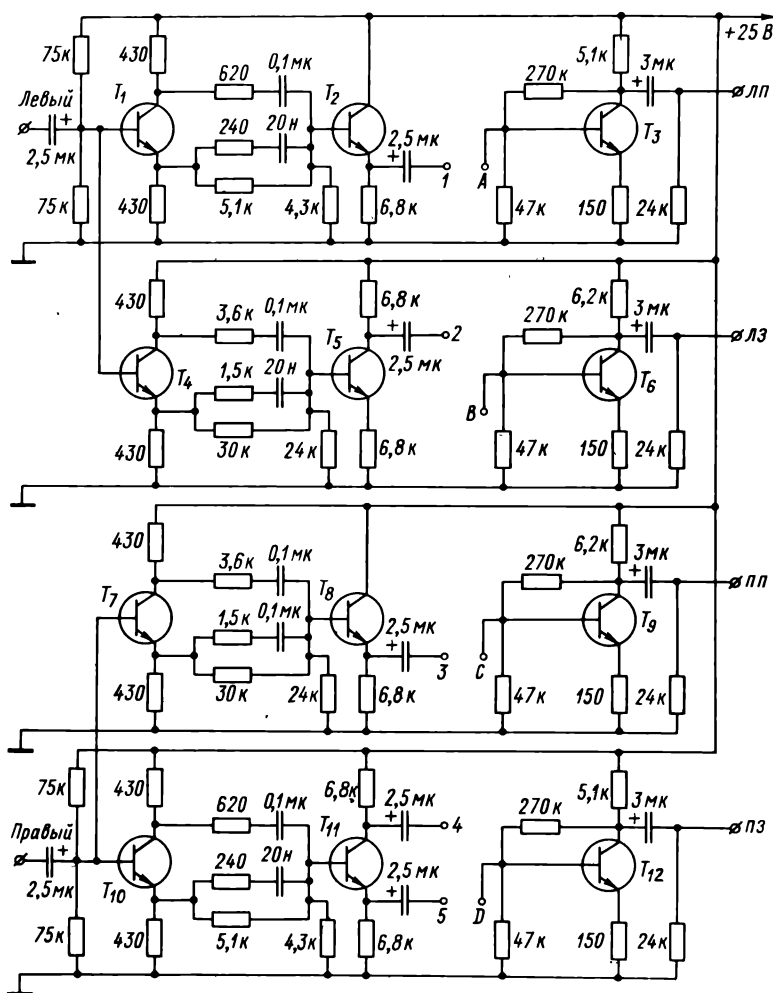 +25 В
75к
430
620
0,1мк
T1
T2
5,1к
3мк
270к
ЛП
Левый
+
2,5мк
240
20н
2,5мк
+
1
А
T3
75к
430
5,1к
4,3к
6,8к
47к
150
24к
430
3,6к
0,1мк
6,8к
6,2к
3мк
270к
+
2
ЛЗ
T5
2,5мк
T4
1,5к
20н
В
T6
430
30к
24к
6,8к
47к
150
24к
430
3,6к
0,1мк
6,2к
3мк
270к
+
ПП
T7
T8
1,5к
0,1мк
2,5мк
+
3
С
T9
430
30к
24к
6,8к
47к
150
24к
75к
430
620
0,1мк
6,8к
2,5мк
+
4
5,1к
3мк
270к
+
ПЗ
Правый
+
2,5мк
T10
T11
240
20н
2,5мк
+
5
D
T12
75к
430
5,1к
4,3к
6,8к
47к
150
24к